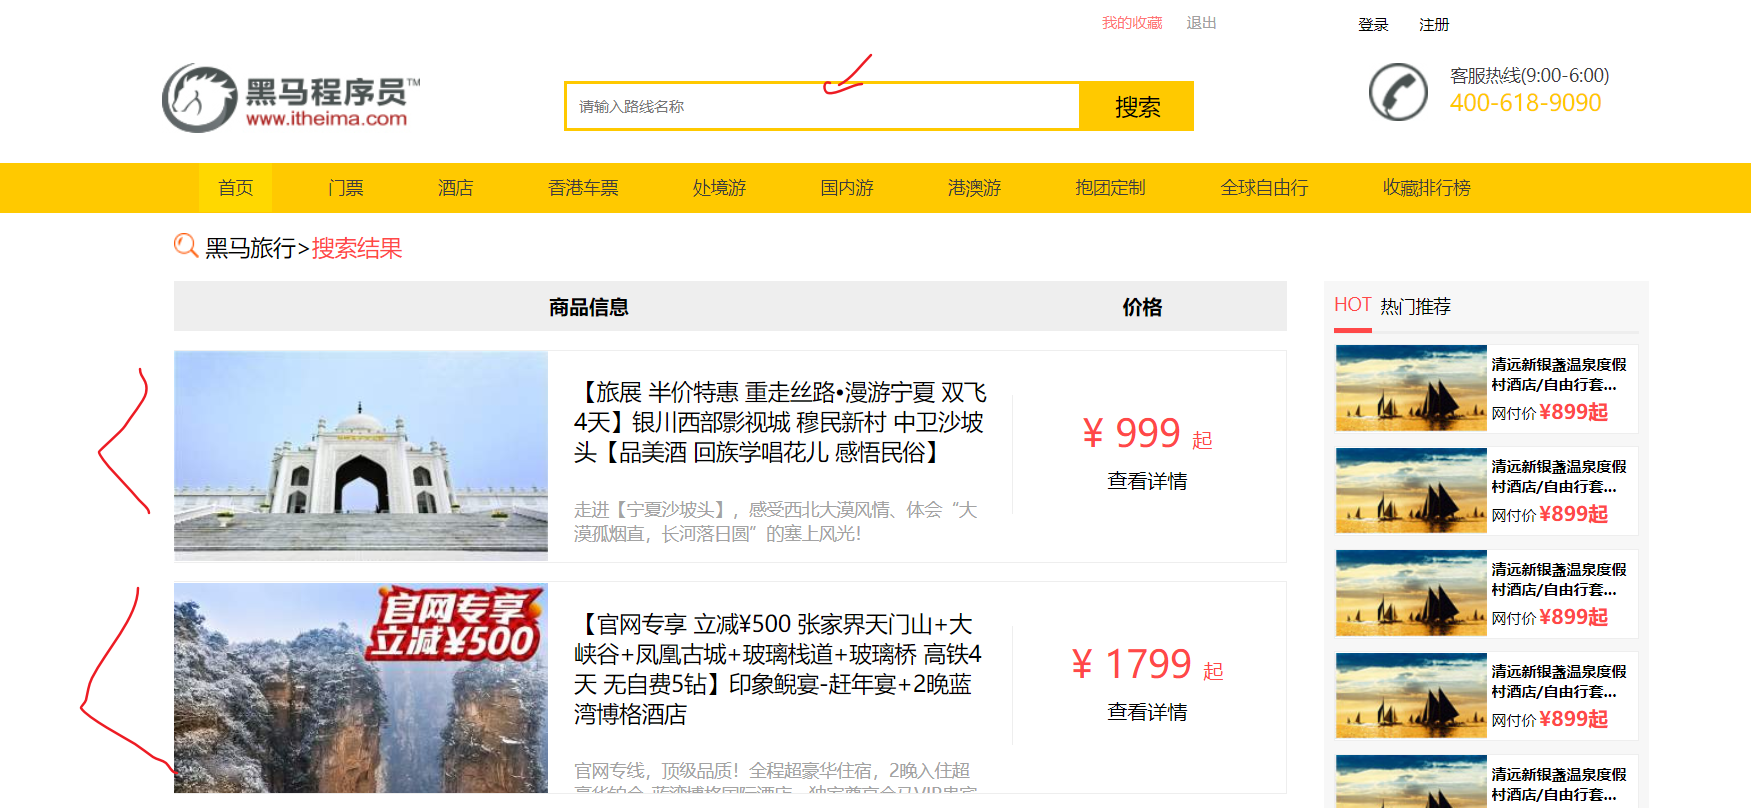 我的收藏 退出 登录 注册
黑马程序员™
www.itheima.com
请输入路线名称 搜索
客服热线(9:00-6:00)
400-618-9090
首页 门票 酒店 香港车票 处境游 国内游 港澳游 抱团定制 全球自由行 收藏排行榜
黑马旅行>搜索结果
商品信息 价格
【旅展 半价特惠 重走丝路•漫游宁夏 双飞
4天】银川西部影视城 穆民新村 中卫沙坡
头【品美酒 回族学唱花儿 感悟民俗】
走进【宁夏沙坡头】，感受西北大漠风情、体会“大
漠孤烟直，长河落日圆”的塞上风光！
¥ 999 起
查看详情
官网专享
立减¥500
【官网专享 立减¥500 张家界天门山+大
峡谷+凤凰古城+玻璃栈道+玻璃桥 高铁4
天 无自费5钻】印象鲵宴-赶年宴+2晚蓝
湾博格酒店
官网专线，顶级品质！全程超豪华住宿，2晚入住超
¥ 1799 起
查看详情
HOT 热门推荐
清远新银盏温泉度假
村酒店/自由行套...
网付价 ¥899起
清远新银盏温泉度假
村酒店/自由行套...
网付价 ¥899起
清远新银盏温泉度假
村酒店/自由行套...
网付价 ¥899起
清远新银盏温泉度假
村酒店/自由行套...
网付价 ¥899起
清远新银盏温泉度假
村酒店/自由行套...